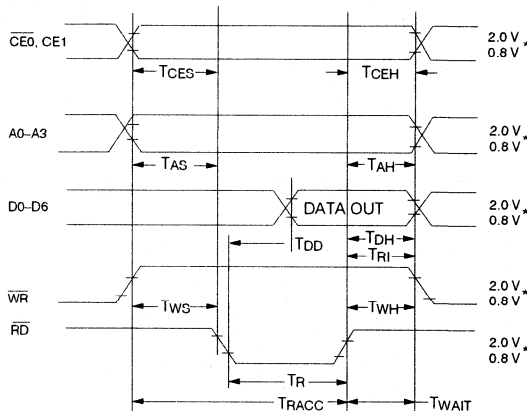 CE0, CE1
2.0 V
0.8 V *
TCES
TCEH
A0–A3
2.0 V
0.8 V *
TAS
TAH
D0–D6
DATA OUT
2.0 V
0.8 V *
TDD
TDH
TRI
WR
2.0 V
0.8 V *
TWS
TWH
RD
2.0 V
0.8 V *
TR
TRACC
TWAIT